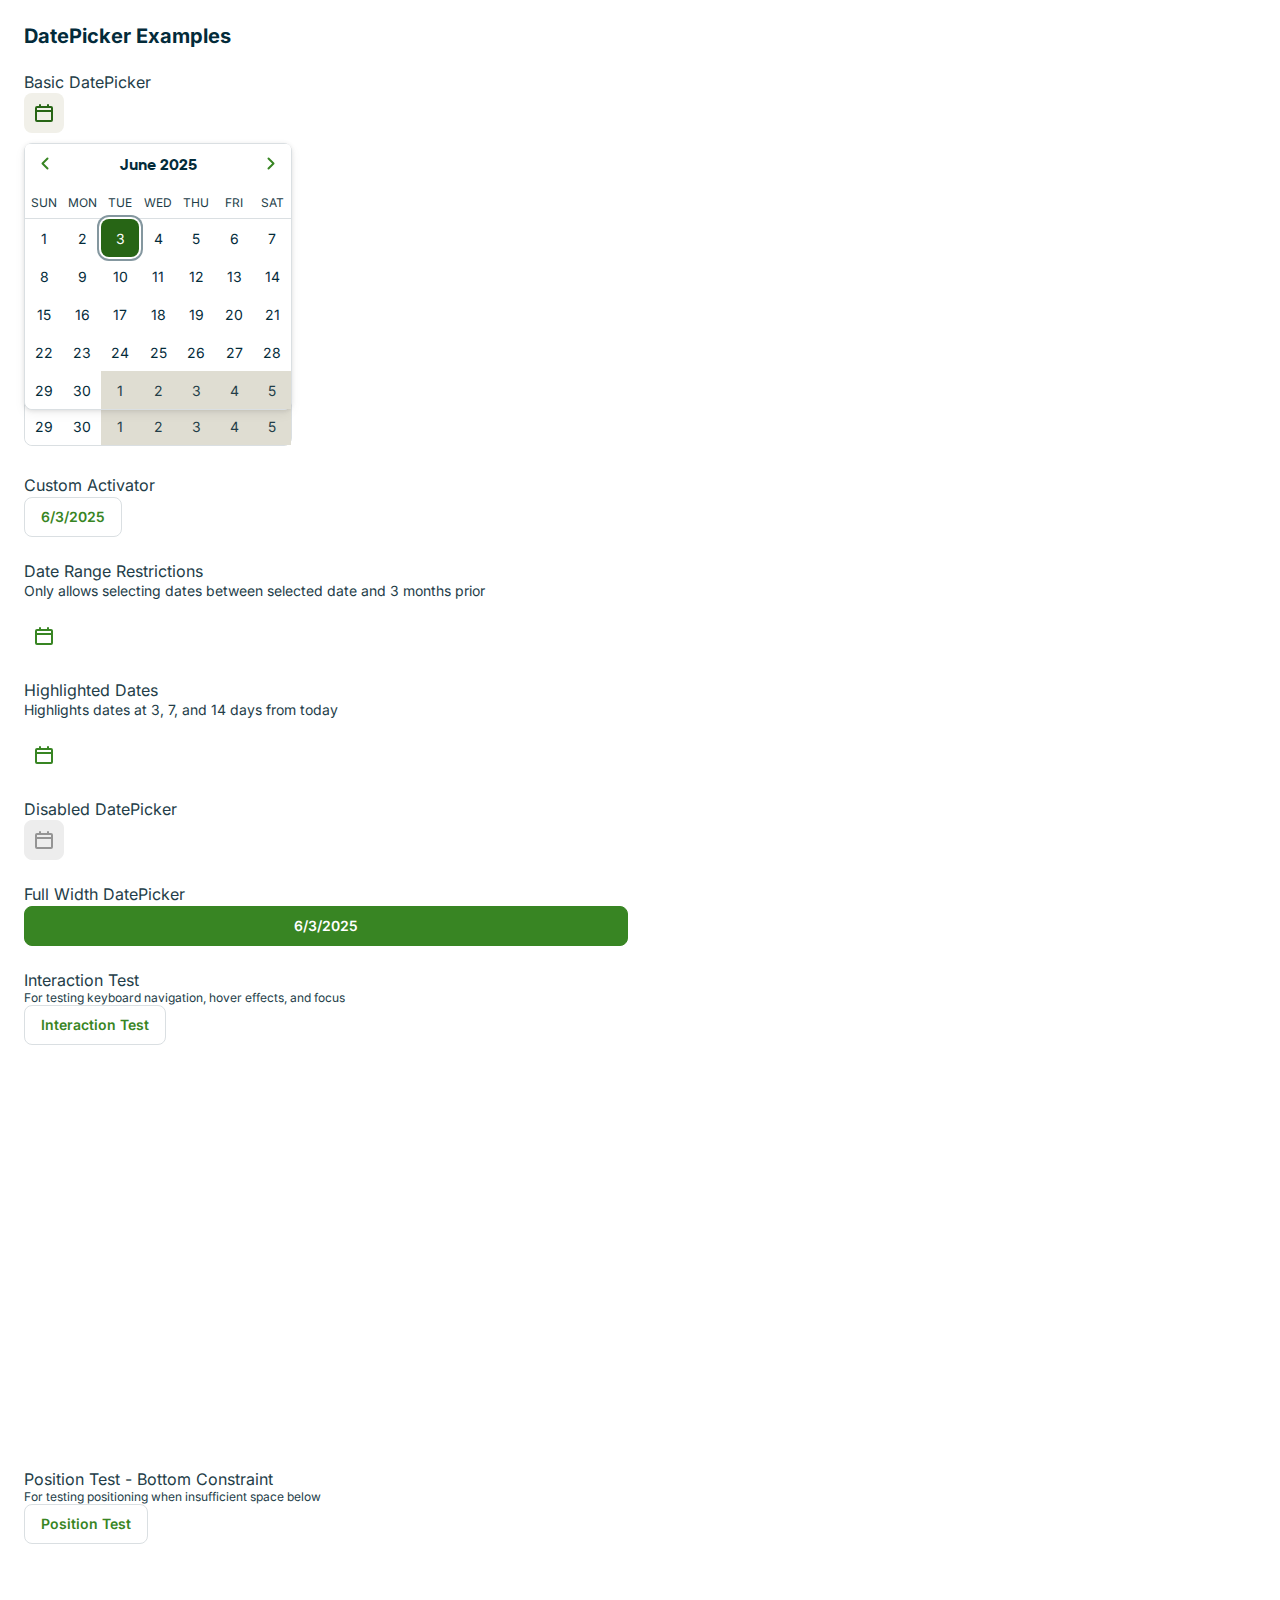 DatePicker Examples
Basic DatePicker
June 2025
SUN MON TUE WED THU FRI SAT
1 2 3 4 5 6 7
8 9 10 11 12 13 14
15 16 17 18 19 20 21
22 23 24 25 26 27 28
29 30 1 2 3 4 5
29 30 1 2 3 4 5
Custom Activator
6/3/2025
Date Range Restrictions
Only allows selecting dates between selected date and 3 months prior
Highlighted Dates
Highlights dates at 3, 7, and 14 days from today
Disabled DatePicker
Full Width DatePicker
6/3/2025
Interaction Test
For testing keyboard navigation, hover effects, and focus
Interaction Test
Position Test - Bottom Constraint
For testing positioning when insufficient space below
Position Test